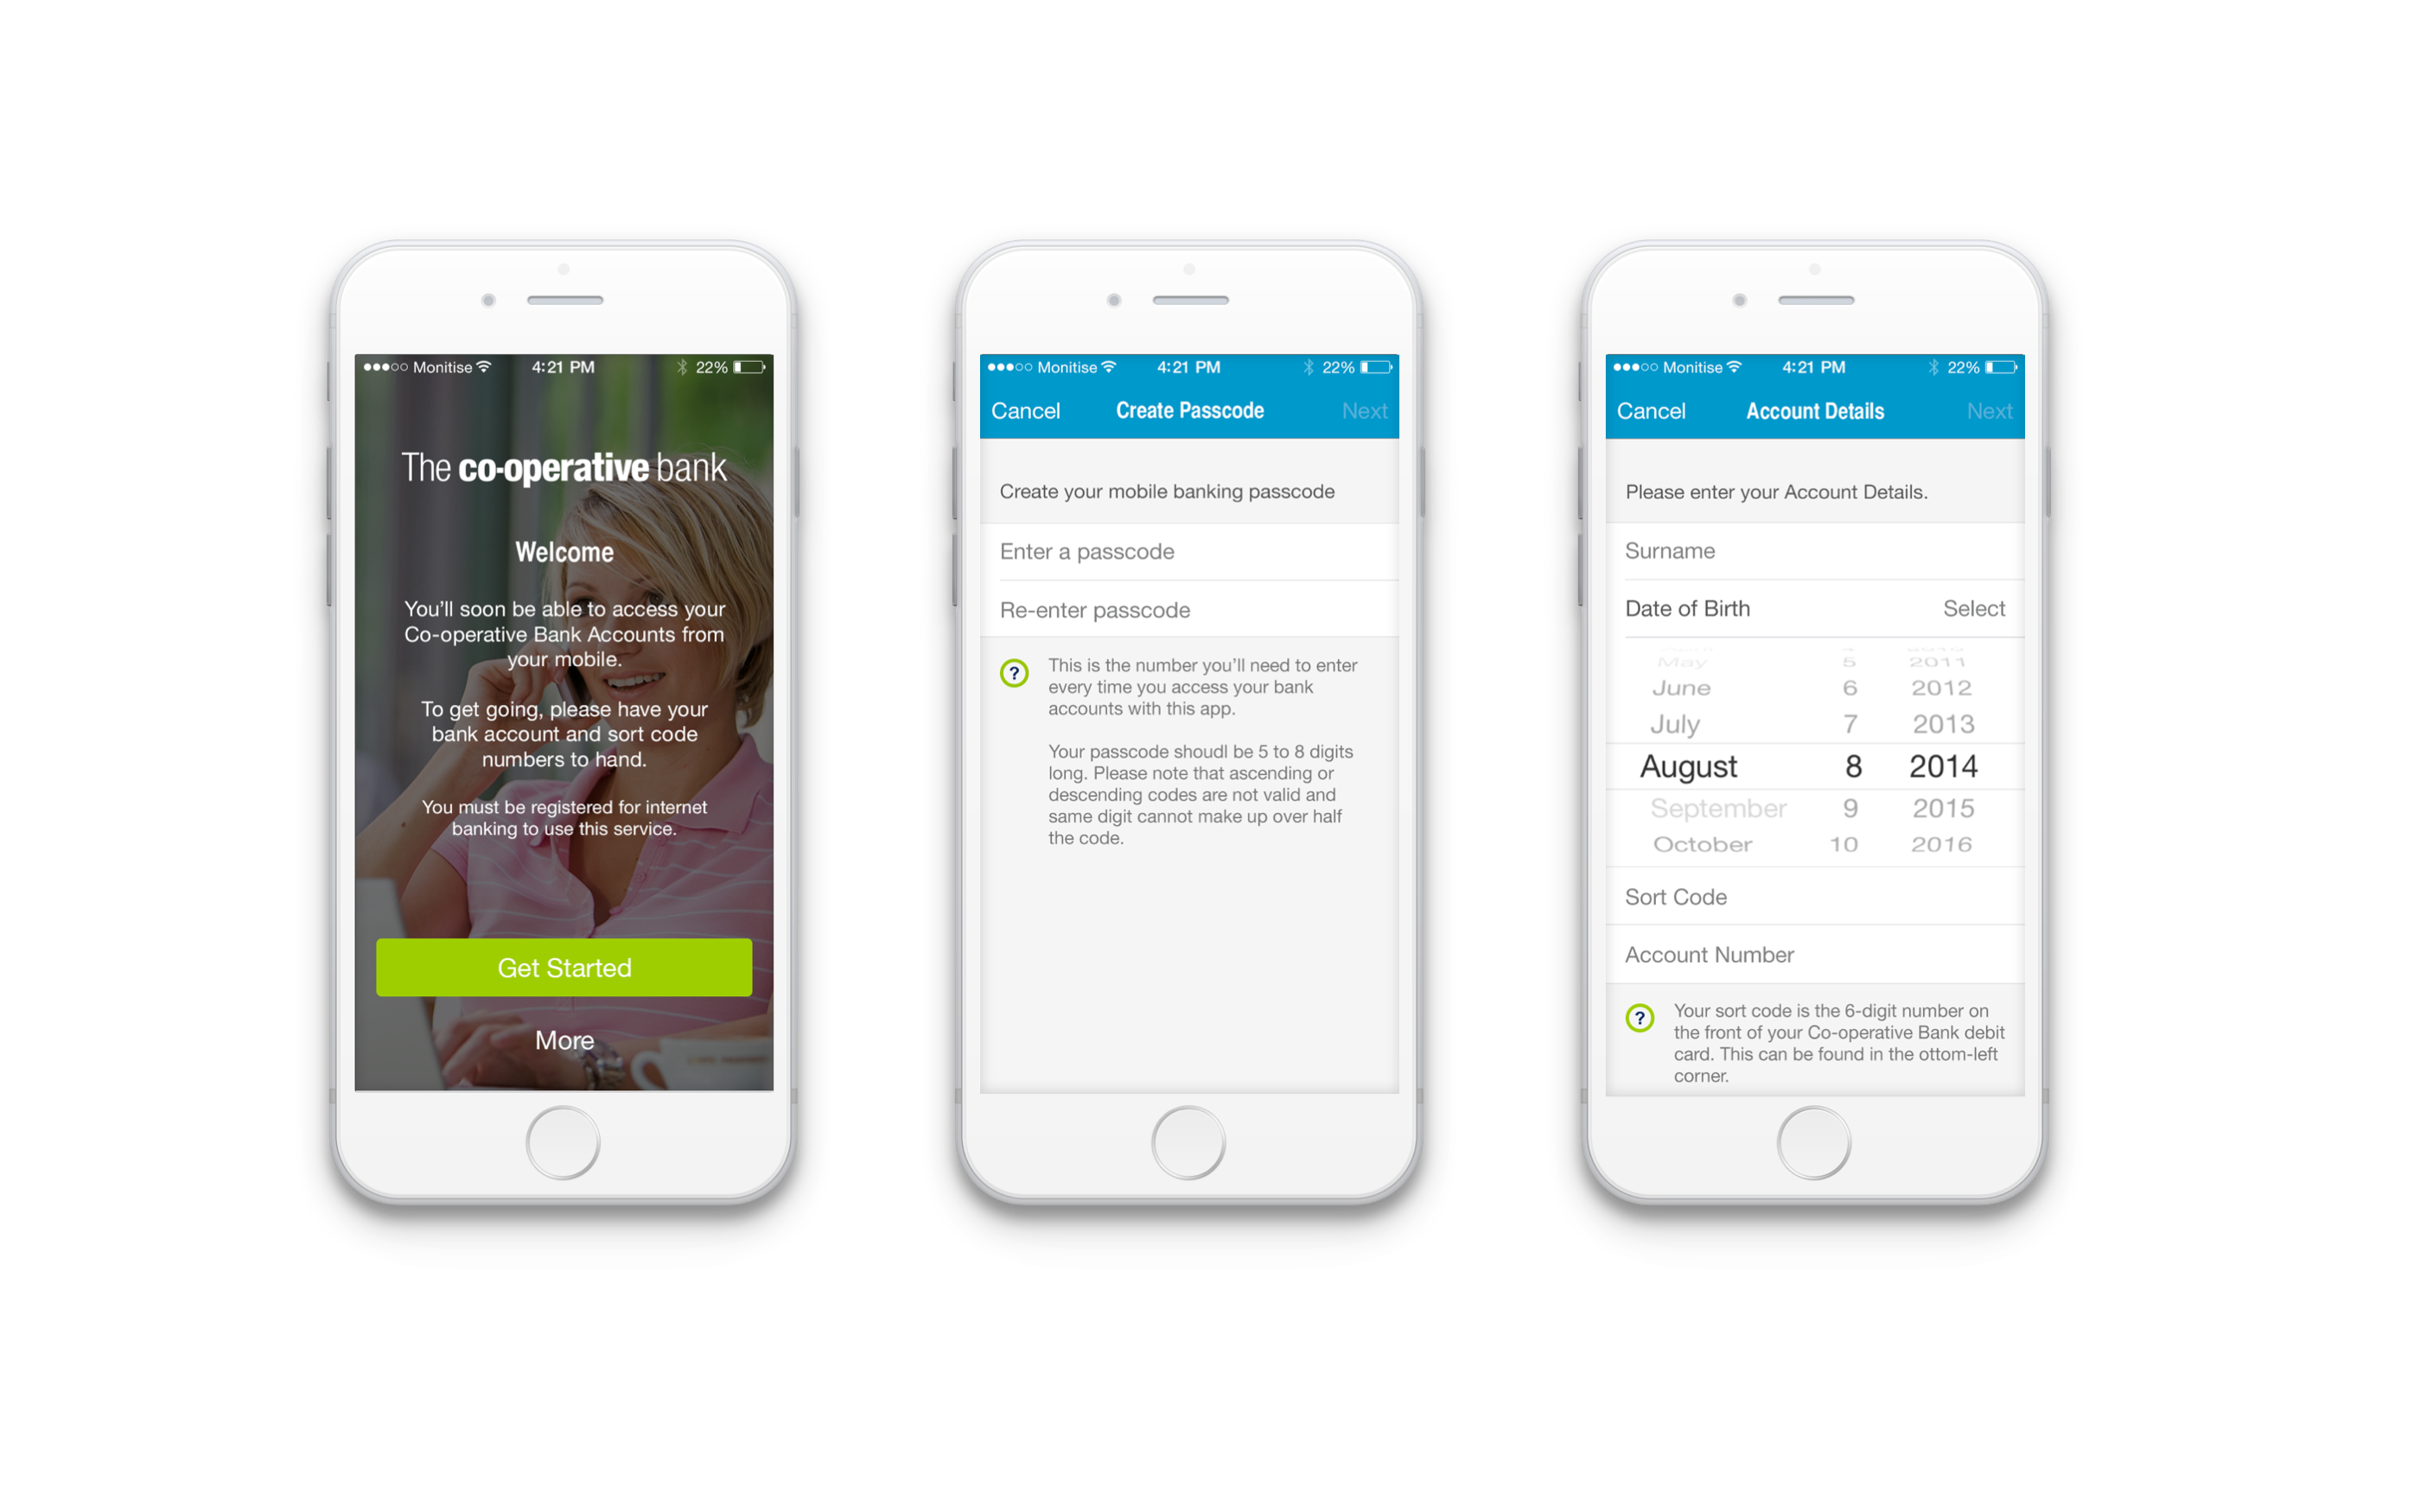 Monitise 4:21 PM 22%
The co-operative bank
Welcome
You'll soon be able to access your
Co-operative Bank Accounts from
your mobile.
To get going, please have your
bank account and sort code
numbers to hand.
You must be registered for internet
banking to use this service.
Get Started
More
Monitise 4:21 PM 22%
Cancel Create Passcode Next
Create your mobile banking passcode
Enter a passcode
Re-enter passcode
? This is the number you'll need to enter
every time you access your bank
accounts with this app.
Your passcode shoudl be 5 to 8 digits
long. Please note that ascending or
descending codes are not valid and
same digit cannot make up over half
the code.
Monitise 4:21 PM 22%
Cancel Account Details Next
Please enter your Account Details.
Surname
Date of Birth Select
May 5 2011
June 6 2012
July 7 2013
August 8 2014
September 9 2015
October 10 2016
Sort Code
Account Number
? Your sort code is the 6-digit number on
the front of your Co-operative Bank debit
card. This can be found in the ottom-left
corner.